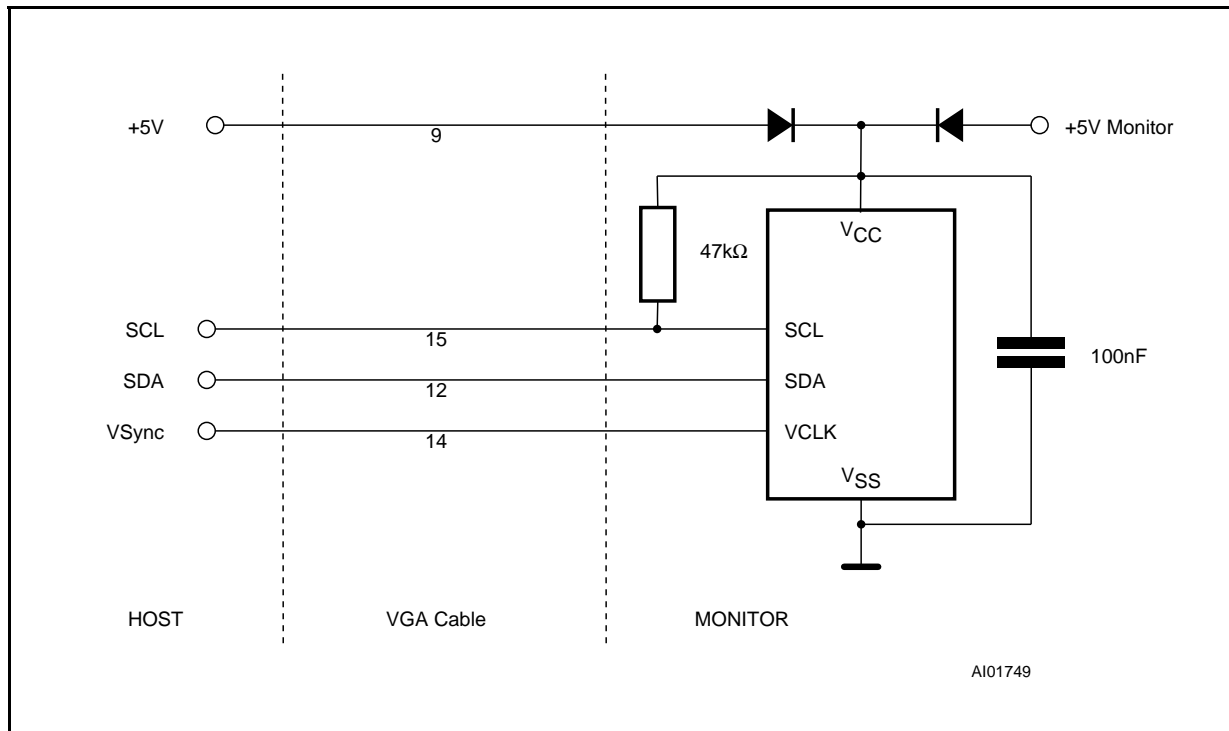 +5V
9
+5V Monitor
VCC
47kΩ
SCL
15
SCL
100nF
SDA
12
SDA
VSync
14
VCLK
VSS
HOST
VGA Cable
MONITOR
AI01749